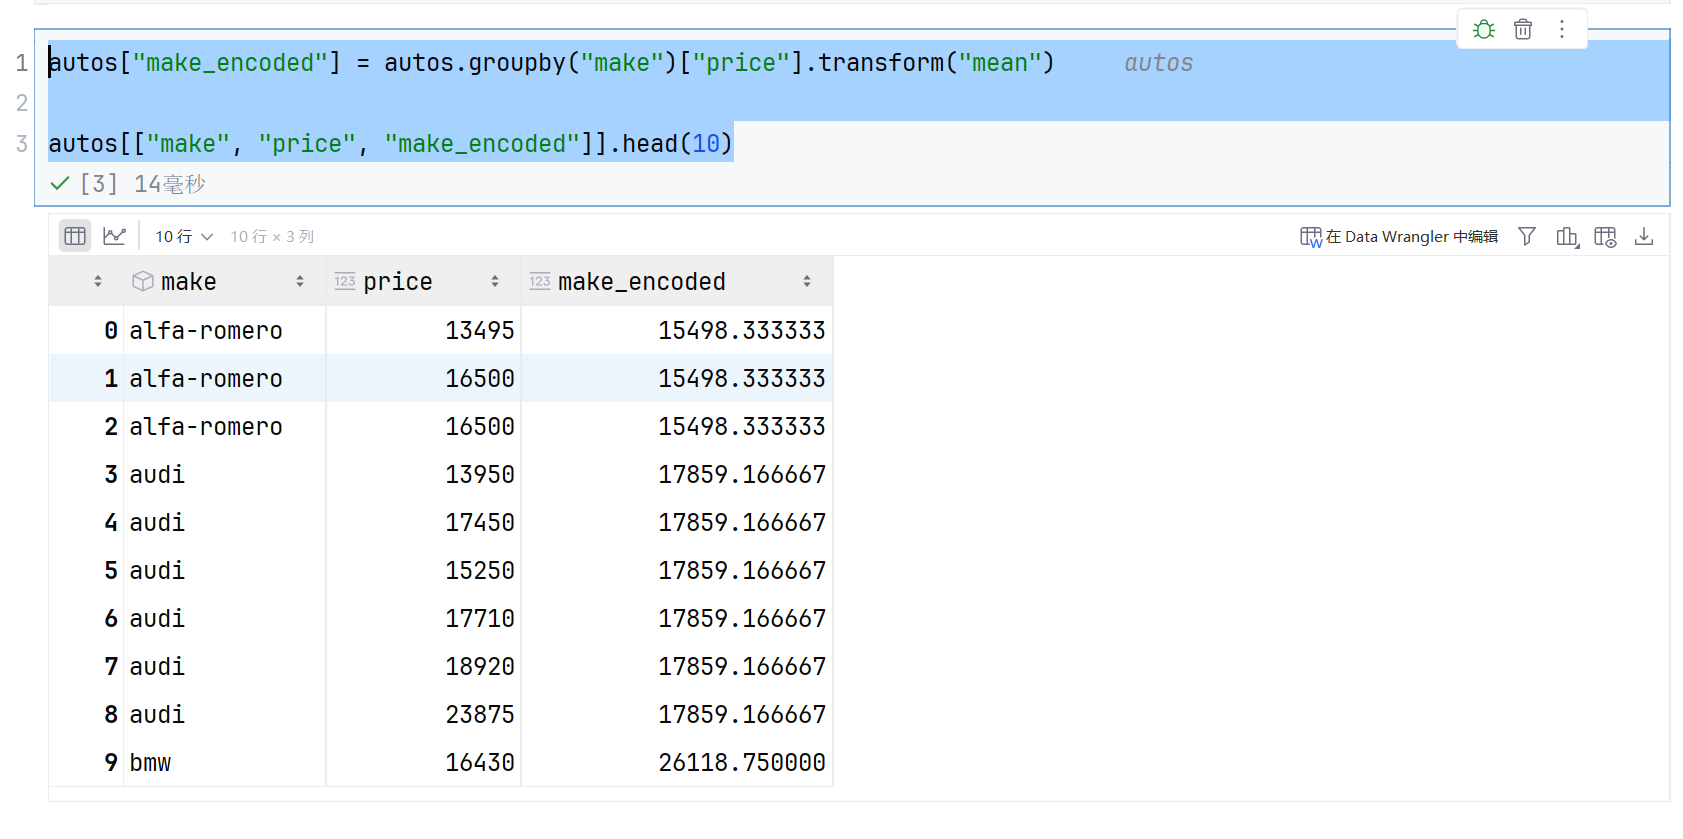 1 autos["make_encoded"] = autos.groupby("make")["price"].transform("mean") autos
2
3 autos[["make", "price", "make_encoded"]].head(10)
[3] 14毫秒
10 行 10 行 × 3 列 在 Data Wrangler 中编辑
make 123 price 123 make_encoded
0 alfa-romero 13495 15498.333333
1 alfa-romero 16500 15498.333333
2 alfa-romero 16500 15498.333333
3 audi 13950 17859.166667
4 audi 17450 17859.166667
5 audi 15250 17859.166667
6 audi 17710 17859.166667
7 audi 18920 17859.166667
8 audi 23875 17859.166667
9 bmw 16430 26118.750000